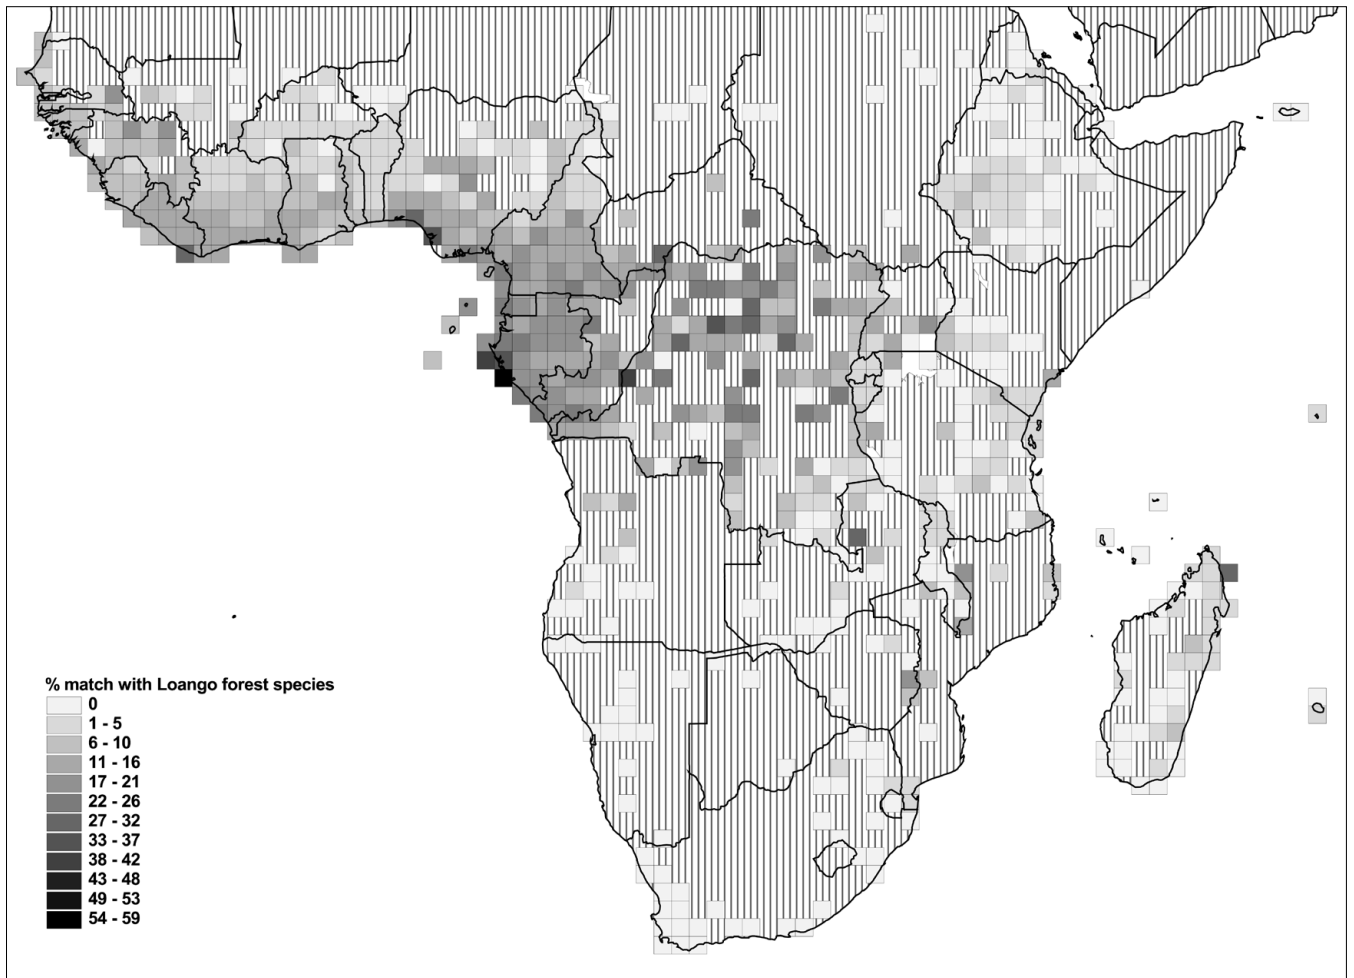 % match with Loango forest species
0
1 - 5
6 - 10
11 - 16
17 - 21
22 - 26
27 - 32
33 - 37
38 - 42
43 - 48
49 - 53
54 - 59